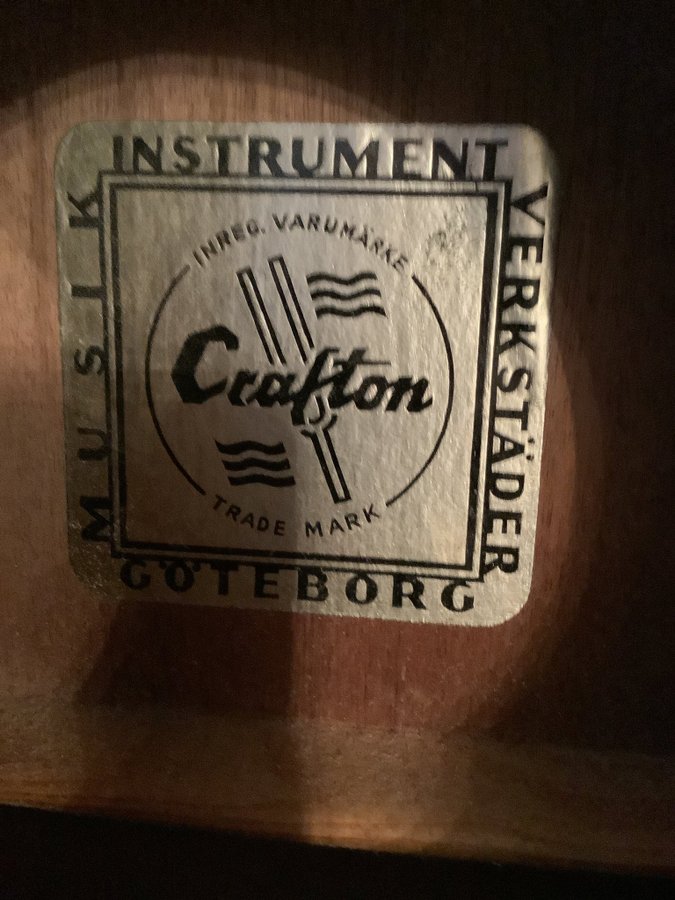 MUSIK
INSTRUMENT
VERKSTÄDER
GÖTEBORG
INREG. VARUMÄRKE
Crafton
TRADE MARK